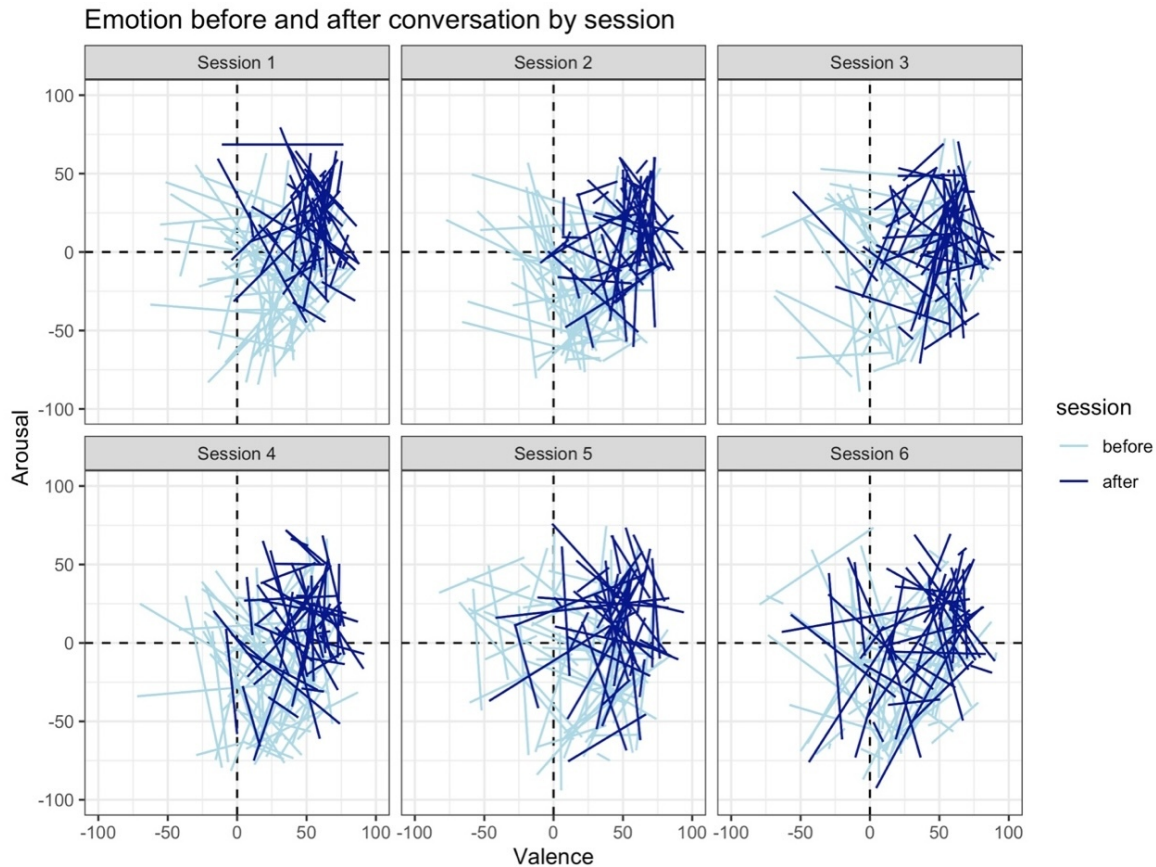 Emotion before and after conversation by session
Session 1
Session 2
Session 3
100
50
0
-50
-100
Session 4
Session 5
Session 6
100
50
0
-50
-100
-100 -50 0 50 100
-100 -50 0 50 100
-100 -50 0 50 100
Arousal
Valence
session
before
after